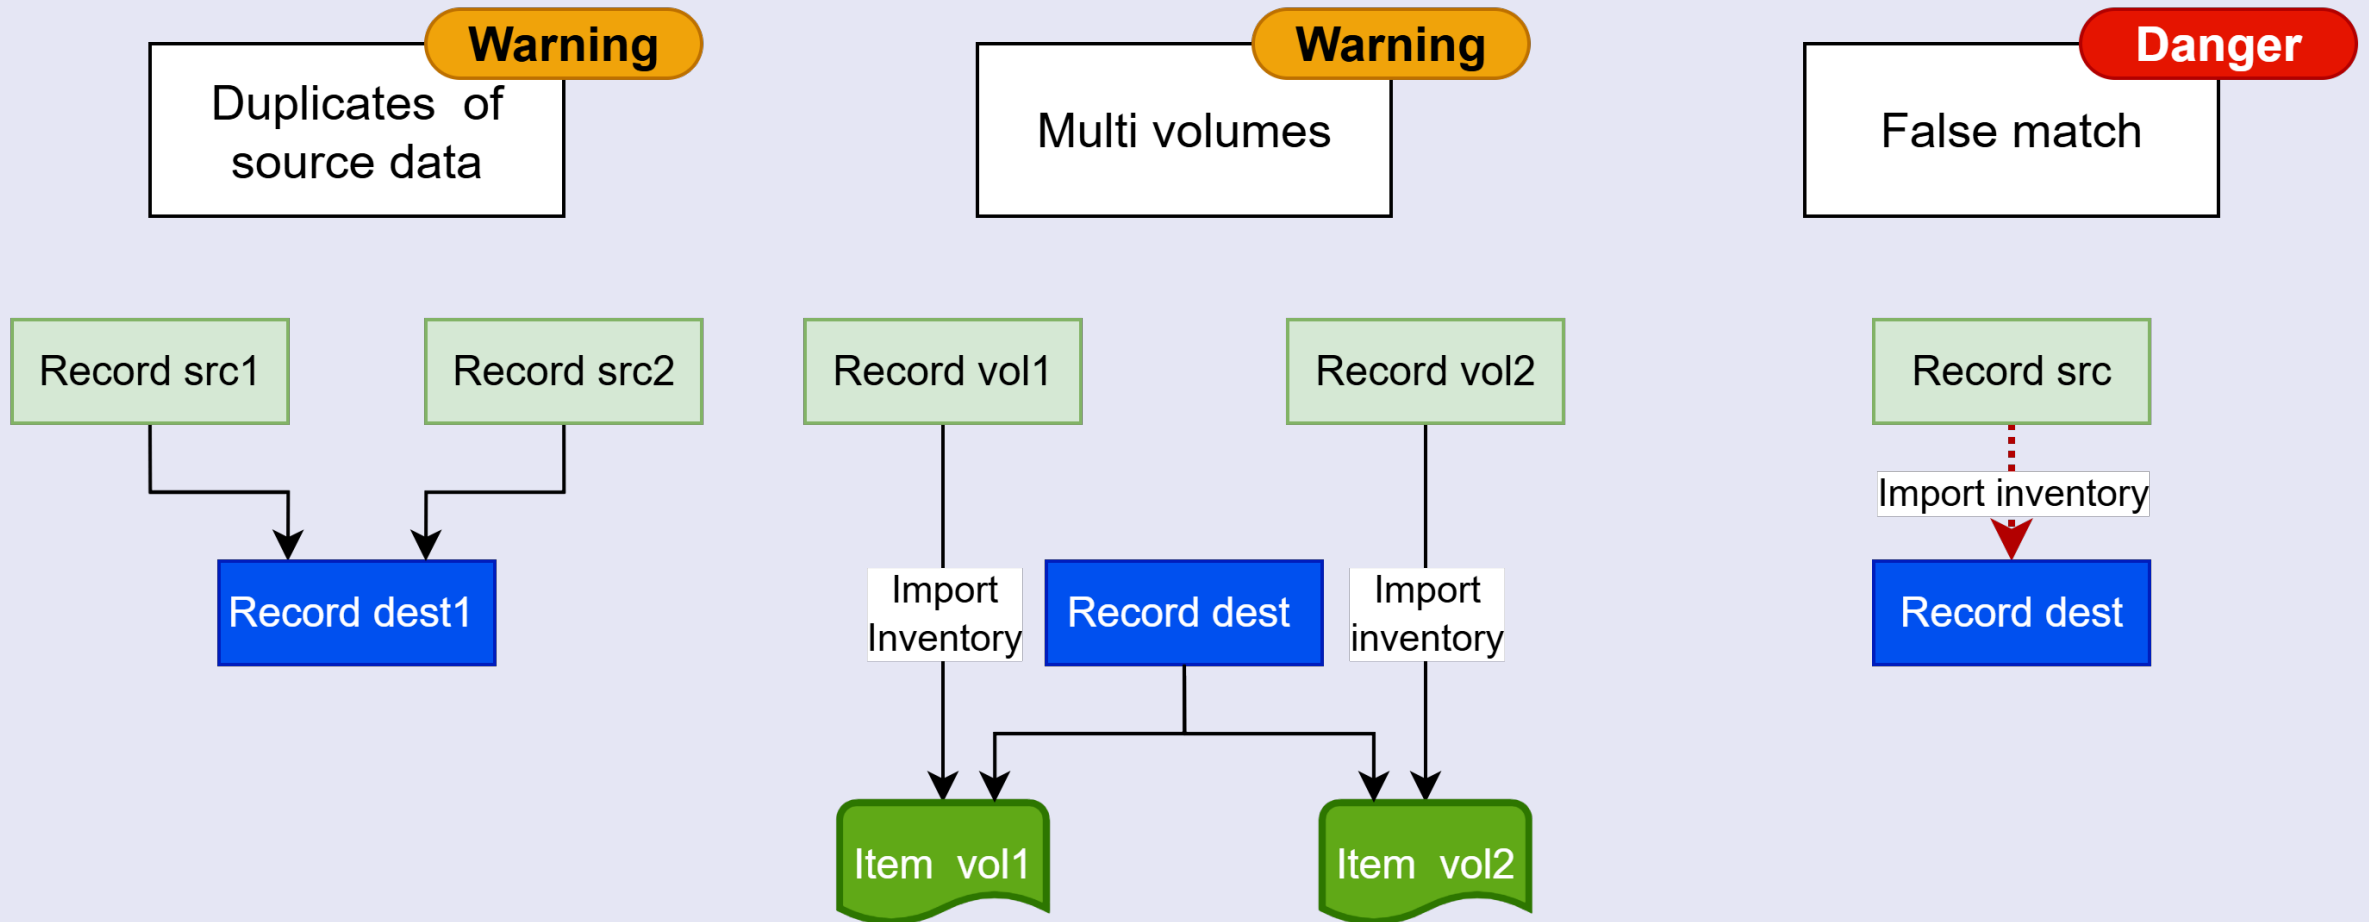 Warning
Duplicates of
source data
Warning
Multi volumes
Danger
False match
Record src1
Record src2
Record dest1
Record vol1
Record vol2
Import
Inventory
Record dest
Import
inventory
Item vol1
Item vol2
Record src
Import inventory
Record dest